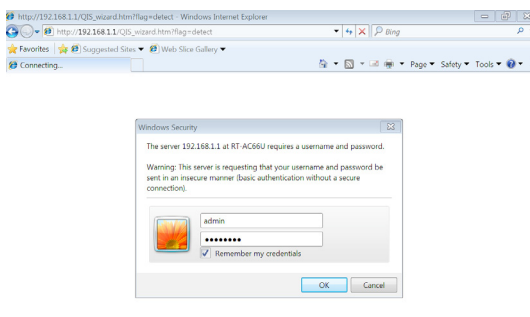 http://192.168.1.1/QIS_wizard.htm?flag=detect - Windows Internet Explorer
http://192.168.1.1/QIS_wizard.htm?flag=detect
Bing
Favorites Suggested Sites Web Slice Gallery
Connecting... Page Safety Tools
Windows Security
The server 192.168.1.1 at RT-AC66U requires a username and password.
Warning: This server is requesting that your username and password be
sent in an insecure manner (basic authentication without a secure
connection).
admin
●●●●●●●●
Remember my credentials
OK Cancel